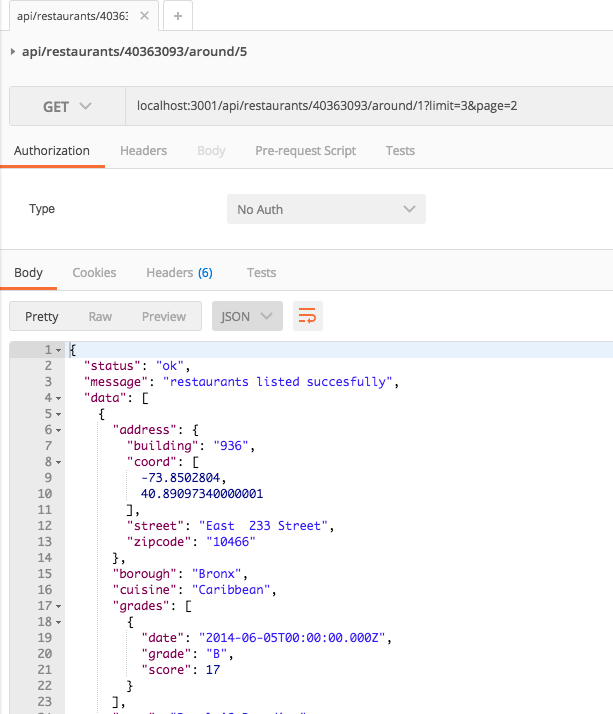 api/restaurants/4036
api/restaurants/40363093/around/5
GET localhost:3001/api/restaurants/40363093/around/1?limit=3&page=2
Authorization Headers Body Pre-request Script Tests
Type No Auth
Body Cookies Headers (6) Tests
Pretty Raw Preview JSON
1 {
2 "status": "ok",
3 "message": "restaurants listed succesfully",
4 "data": [
5 {
6 "address": {
7 "building": "936",
8 "coord": [
9 -73.8502804,
10 40.89097340000001
11 ],
12 "street": "East  233 Street",
13 "zipcode": "10466"
14 },
15 "borough": "Bronx",
16 "cuisine": "Caribbean",
17 "grades": [
18 {
19 "date": "2014-06-05T00:00:00.000Z",
20 "grade": "B",
21 "score": 17
22 }
23 ],